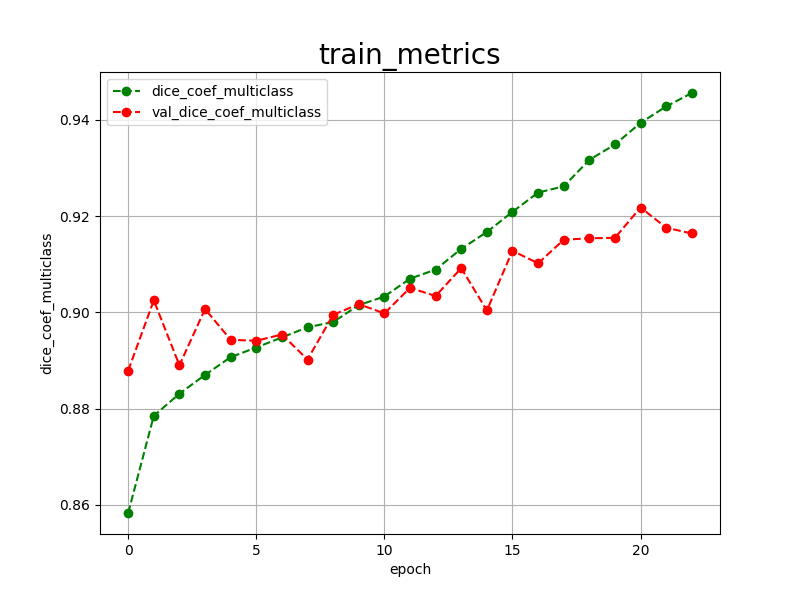 train_metrics
dice_coef_multiclass
val_dice_coef_multiclass
0.94
0.92
0.90
0.88
0.86
dice_coef_multiclass
0 5 10 15 20
epoch